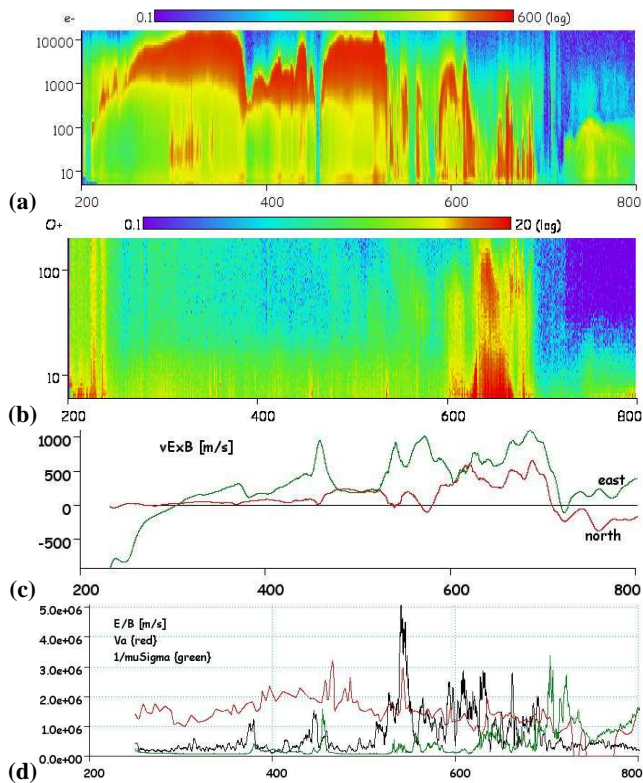 e- 0.1 600 (log)
10000
1000
100
10
(a) 200 400 600 800
O+ 0.1 20 (log)
100
10
(b) 200 400 600 800
1000
500
0
-500
vExB [m/s]
east
north
(c) 200 400 600 800
5.0e+06
4.0e+06
3.0e+06
2.0e+06
1.0e+06
0.0e+00
E/B [m/s]
Va {red}
1/muSigma {green}
(d) 200 400 600 800